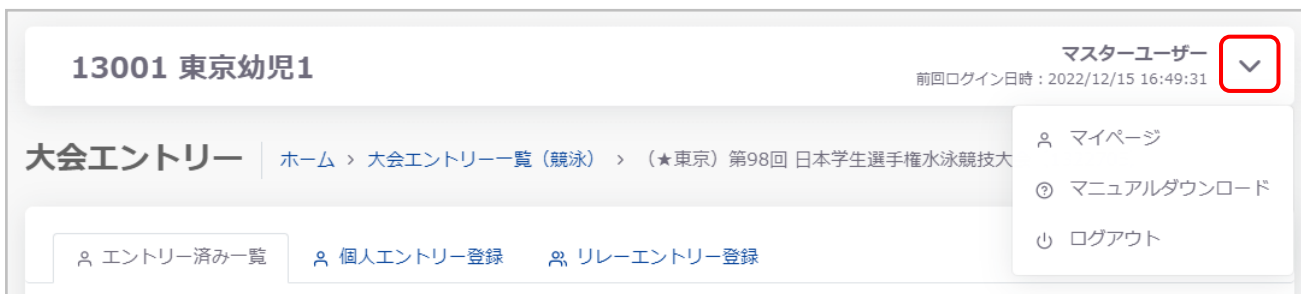 13001 東京幼児1
マスターユーザー
前回ログイン日時：2022/12/15 16:49:31
マイページ
マニュアルダウンロード
ログアウト
大会エントリー
ホーム › 大会エントリー一覧（競泳） › （★東京）第98回 日本学生選手権水泳競技大
エントリー済み一覧 個人エントリー登録 リレーエントリー登録